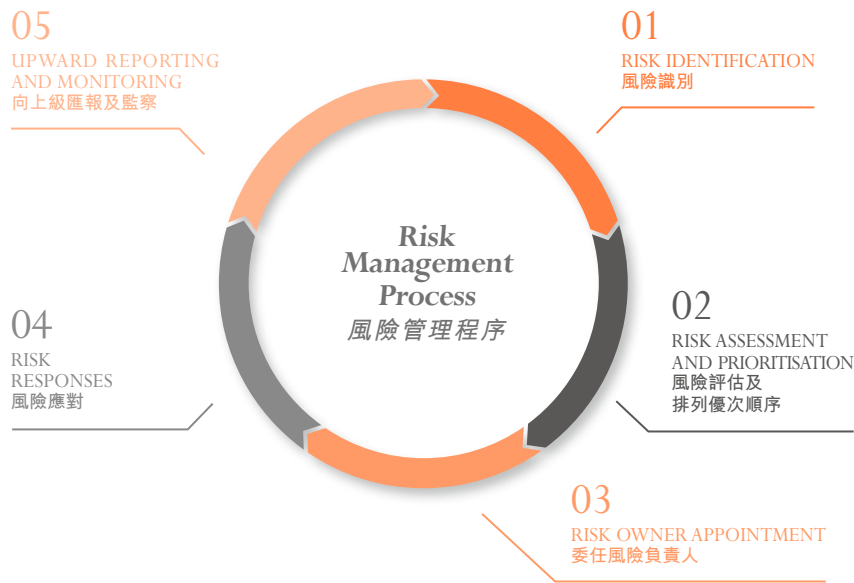 05
UPWARD REPORTING
AND MONITORING
向上級匯報及監察
01
RISK IDENTIFICATION
風險識別
Risk
Management
Process
風險管理程序
02
RISK ASSESSMENT
AND PRIORITISATION
風險評估及
排列優次順序
04
RISK
RESPONSES
風險應對
03
RISK OWNER APPOINTMENT
委任風險負責人